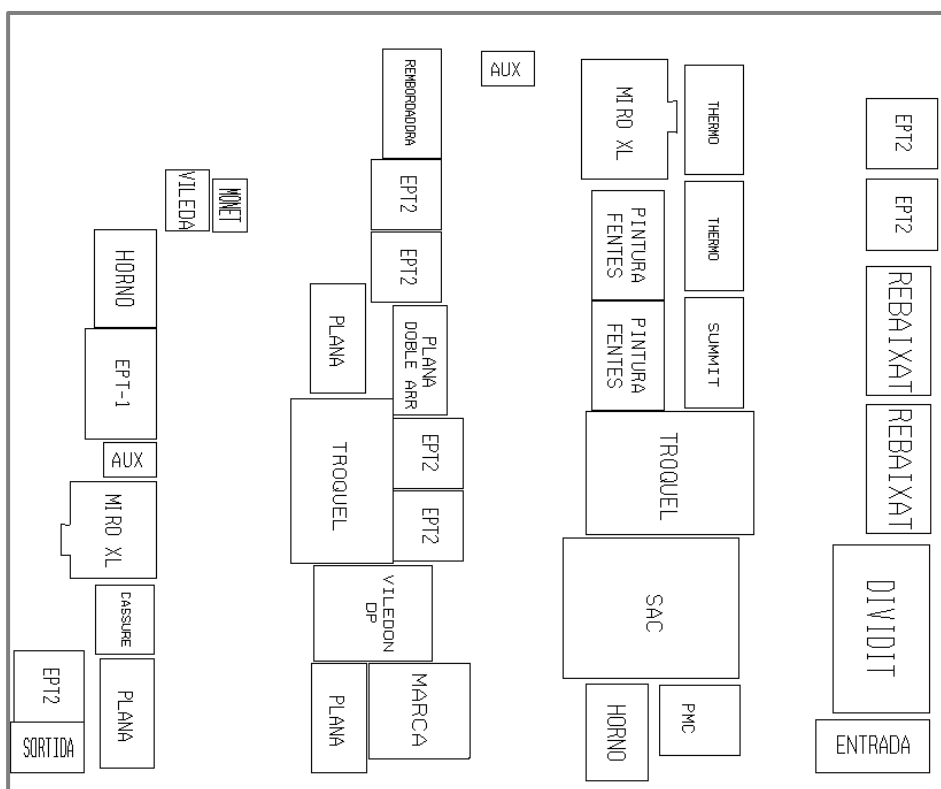 AUX
REMBORDADDRA
MIRO XL
THERMO
EPT2
VILEDA
MONET
EPT2
EPT2
PINTURA
FENTES
THERMO
HORNO
EPT2
REBAIXAT
PLANA
PLANA
DOBLE ARR
PINTURA
FENTES
SUMMIT
EPT-1
REBAIXAT
TROQUEL
EPT2
TROQUEL
AUX
EPT2
MIRO XL
VILEDON
DP
SAC
DIVIDIT
CASSURE
EPT2
PLANA
PLANA
MARCA
HORNO
PMC
SORTIDA
ENTRADA